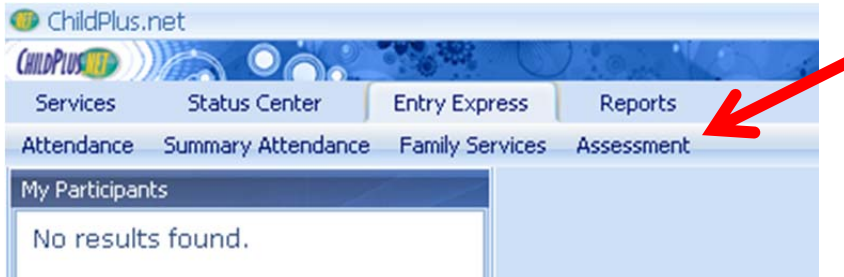 NET ChildPlus.net
CHILDPLUS NET
Services Status Center Entry Express Reports
Attendance Summary Attendance Family Services Assessment
My Participants
No results found.